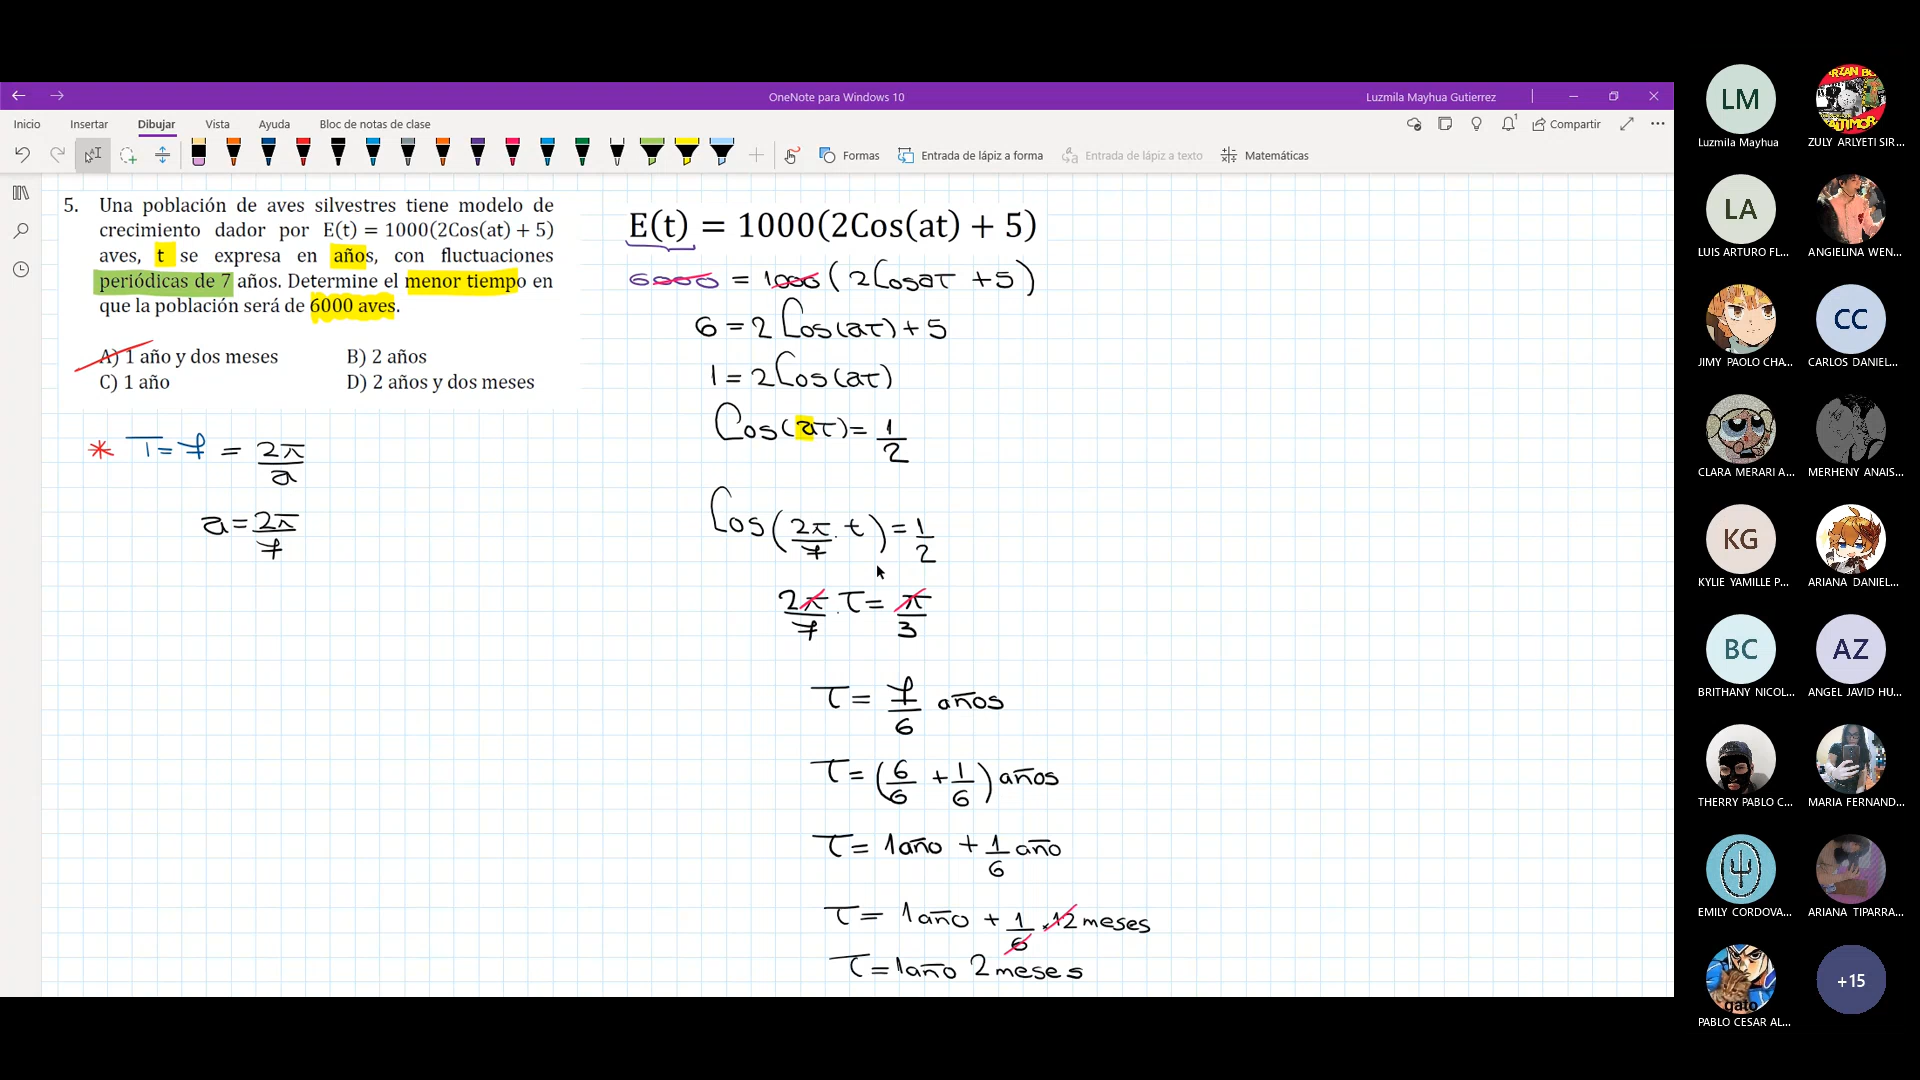 OneNote para Windows 10
Luzmila Mayhua Gutierrez
Inicio Insertar Dibujar Vista Ayuda Bloc de notas de clase
Compartir
Formas Entrada de lápiz a forma Entrada de lápiz a texto Matemáticas
5. Una población de aves silvestres tiene modelo de
crecimiento dador por E(t) = 1000(2Cos(at) + 5)
aves, t se expresa en años, con fluctuaciones
periódicas de 7 años. Determine el menor tiempo en
que la población será de 6000 aves.
A) 1 año y dos meses B) 2 años
C) 1 año D) 2 años y dos meses
* T = 7 = 2π/a
a = 2π/7
E(t) = 1000(2Cos(at) + 5)
6000 = 1000 (2Cosat + 5)
6 = 2 Cos(at) + 5
1 = 2 Cos(at)
Cos(at) = 1/2
Cos(2π/7 . t) = 1/2
2π/7 . t = π/3
t = 7/6 años
t = (6/6 + 1/6) años
t = 1año + 1/6 año
t = 1año + 1/6 . 12 meses
t = 1año 2 meses
LM
Luzmila Mayhua
ZULY ARLYETI SIR...
LA
LUIS ARTURO FL...
ANGIELINA WEN...
JIMY PAOLO CHA...
CC
CARLOS DANIEL...
CLARA MERARI A...
MERHENY ANAIS...
KG
KYLIE YAMILLE P...
ARIANA DANIEL...
BC
BRITHANY NICOL...
AZ
ANGEL JAVID HU...
THERRY PABLO C...
MARIA FERNAND...
EMILY CORDOVA...
ARIANA TIPARRA...
gato
PABLO CESAR AL...
+15